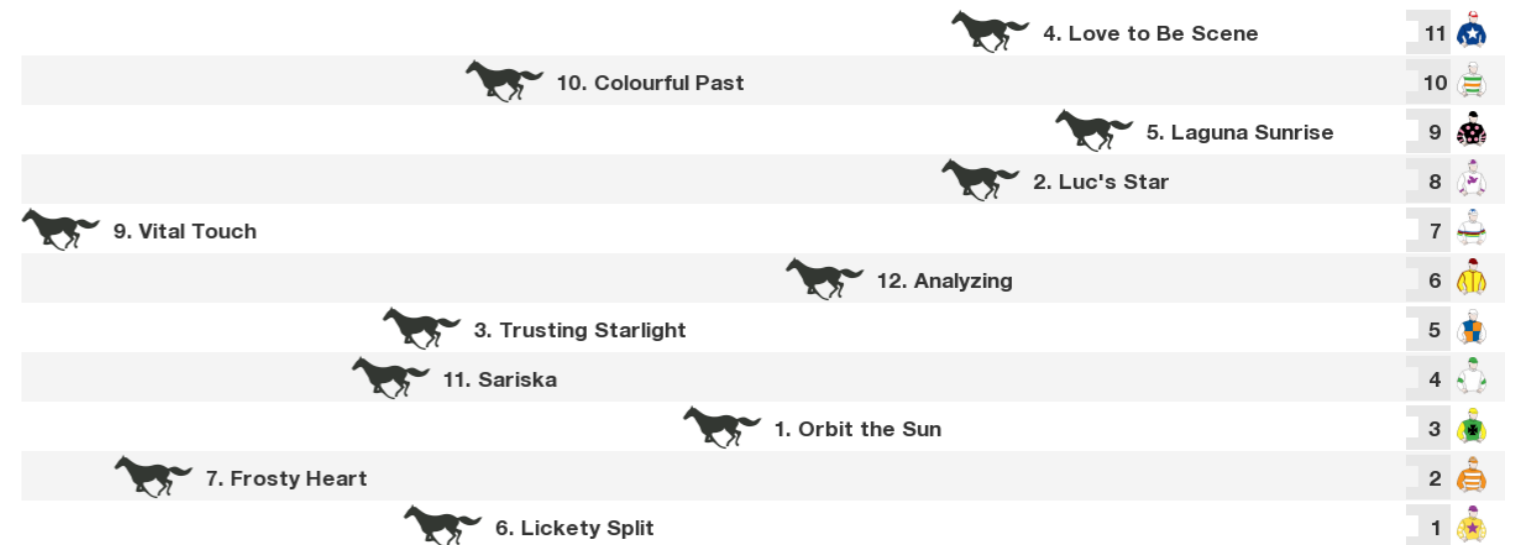 4. Love to Be Scene 11
10. Colourful Past 10
5. Laguna Sunrise 9
2. Luc's Star 8
9. Vital Touch 7
12. Analyzing 6
3. Trusting Starlight 5
11. Sariska 4
1. Orbit the Sun 3
7. Frosty Heart 2
6. Lickety Split 1